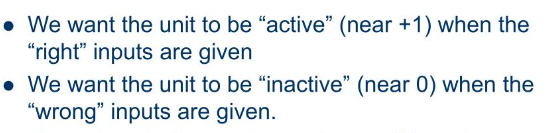 • We want the unit to be “active” (near +1) when the
“right” inputs are given
• We want the unit to be “inactive” (near 0) when the
“wrong” inputs are given.